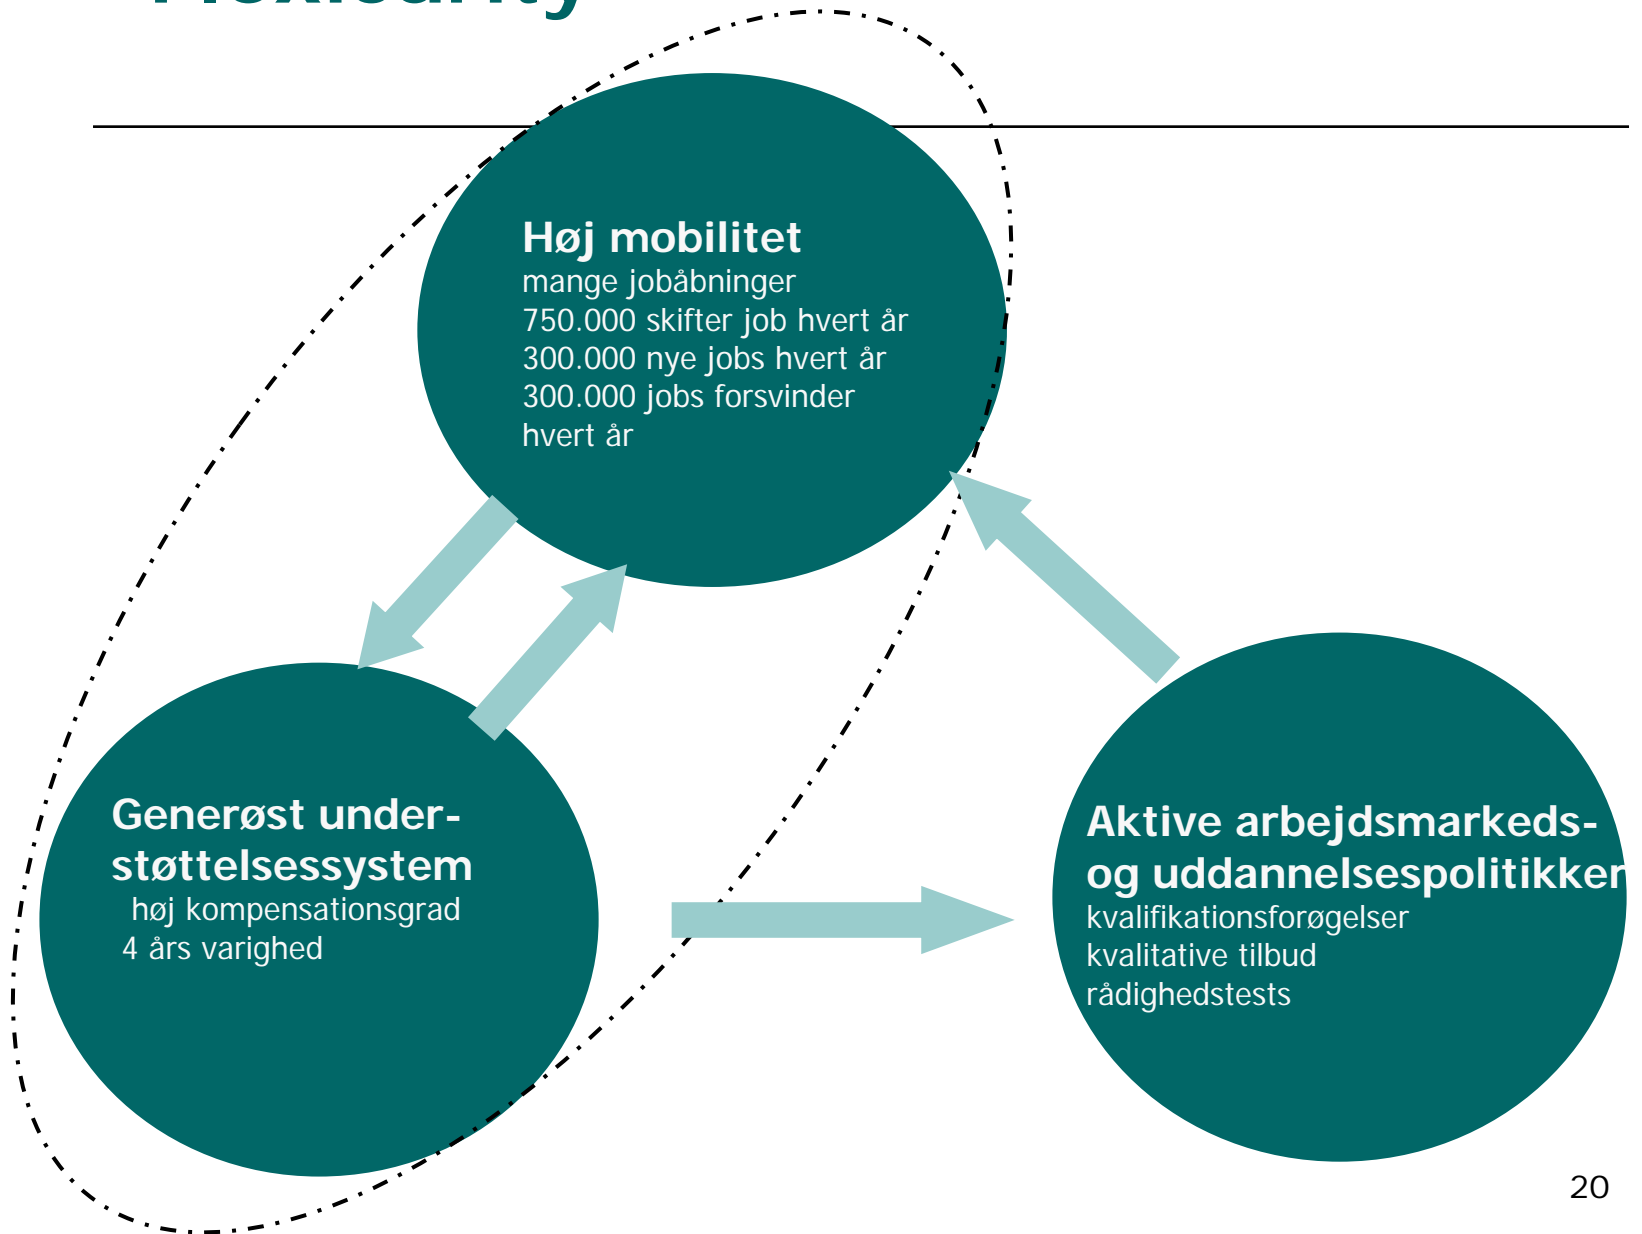 Flexicurity
Høj mobilitet
mange jobåbninger
750.000 skifter job hvert år
300.000 nye jobs hvert år
300.000 jobs forsvinder
hvert år
Generøst under-
støttelsessystem
høj kompensationsgrad
4 års varighed
Aktive arbejdsmarkeds-
og uddannelsespolitikker
kvalifikationsforøgelser
kvalitative tilbud
rådighedstests
20